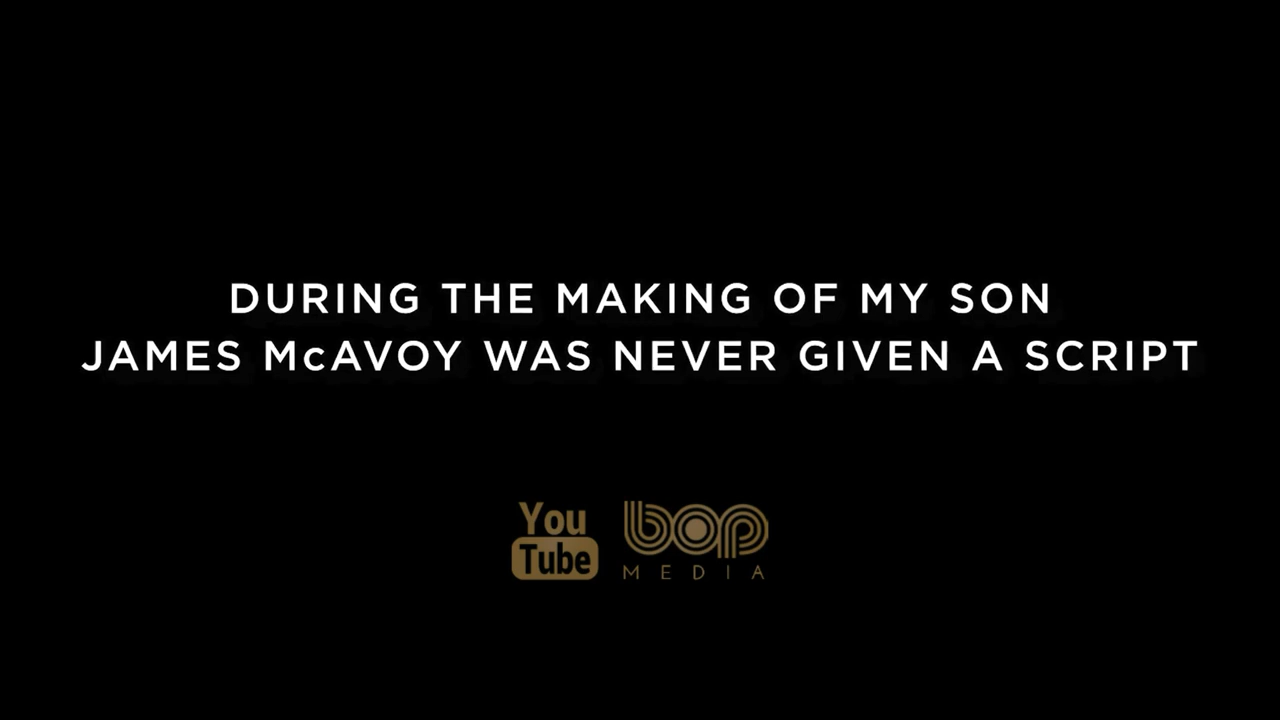 DURING THE MAKING OF MY SON
JAMES McAVOY WAS NEVER GIVEN A SCRIPT
You
Tube
bop
MEDIA